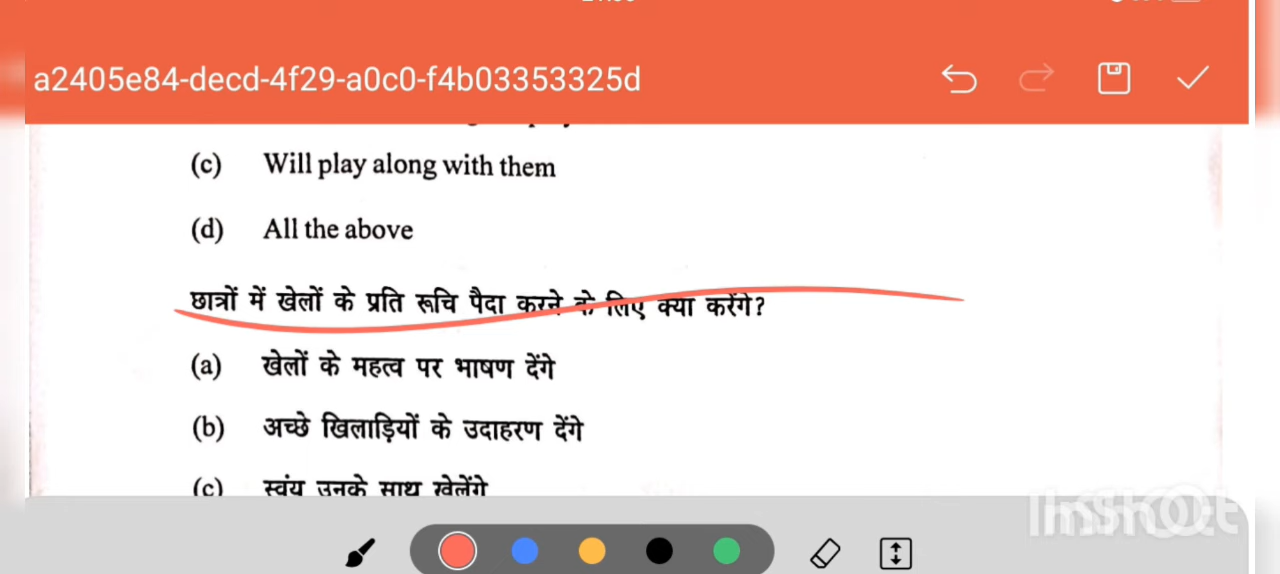 a2405e84-decd-4f29-a0c0-f4b03353325d
(c) Will play along with them
(d) All the above
छात्रों में खेलों के प्रति रूचि पैदा करने के लिए क्या करेंगे?
(a) खेलों के महत्व पर भाषण देंगे
(b) अच्छे खिलाड़ियों के उदाहरण देंगे
(c) स्वंय उनके साथ खेलेंगे